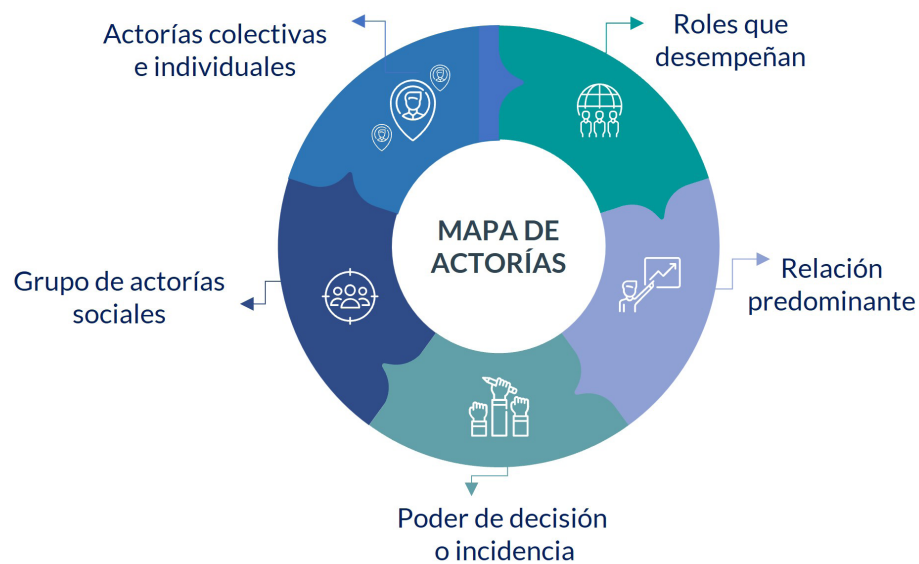 Actorías colectivas
e individuales
Roles que
desempeñan
MAPA DE
ACTORÍAS
Grupo de actorías
sociales
Relación
predominante
Poder de decisión
o incidencia